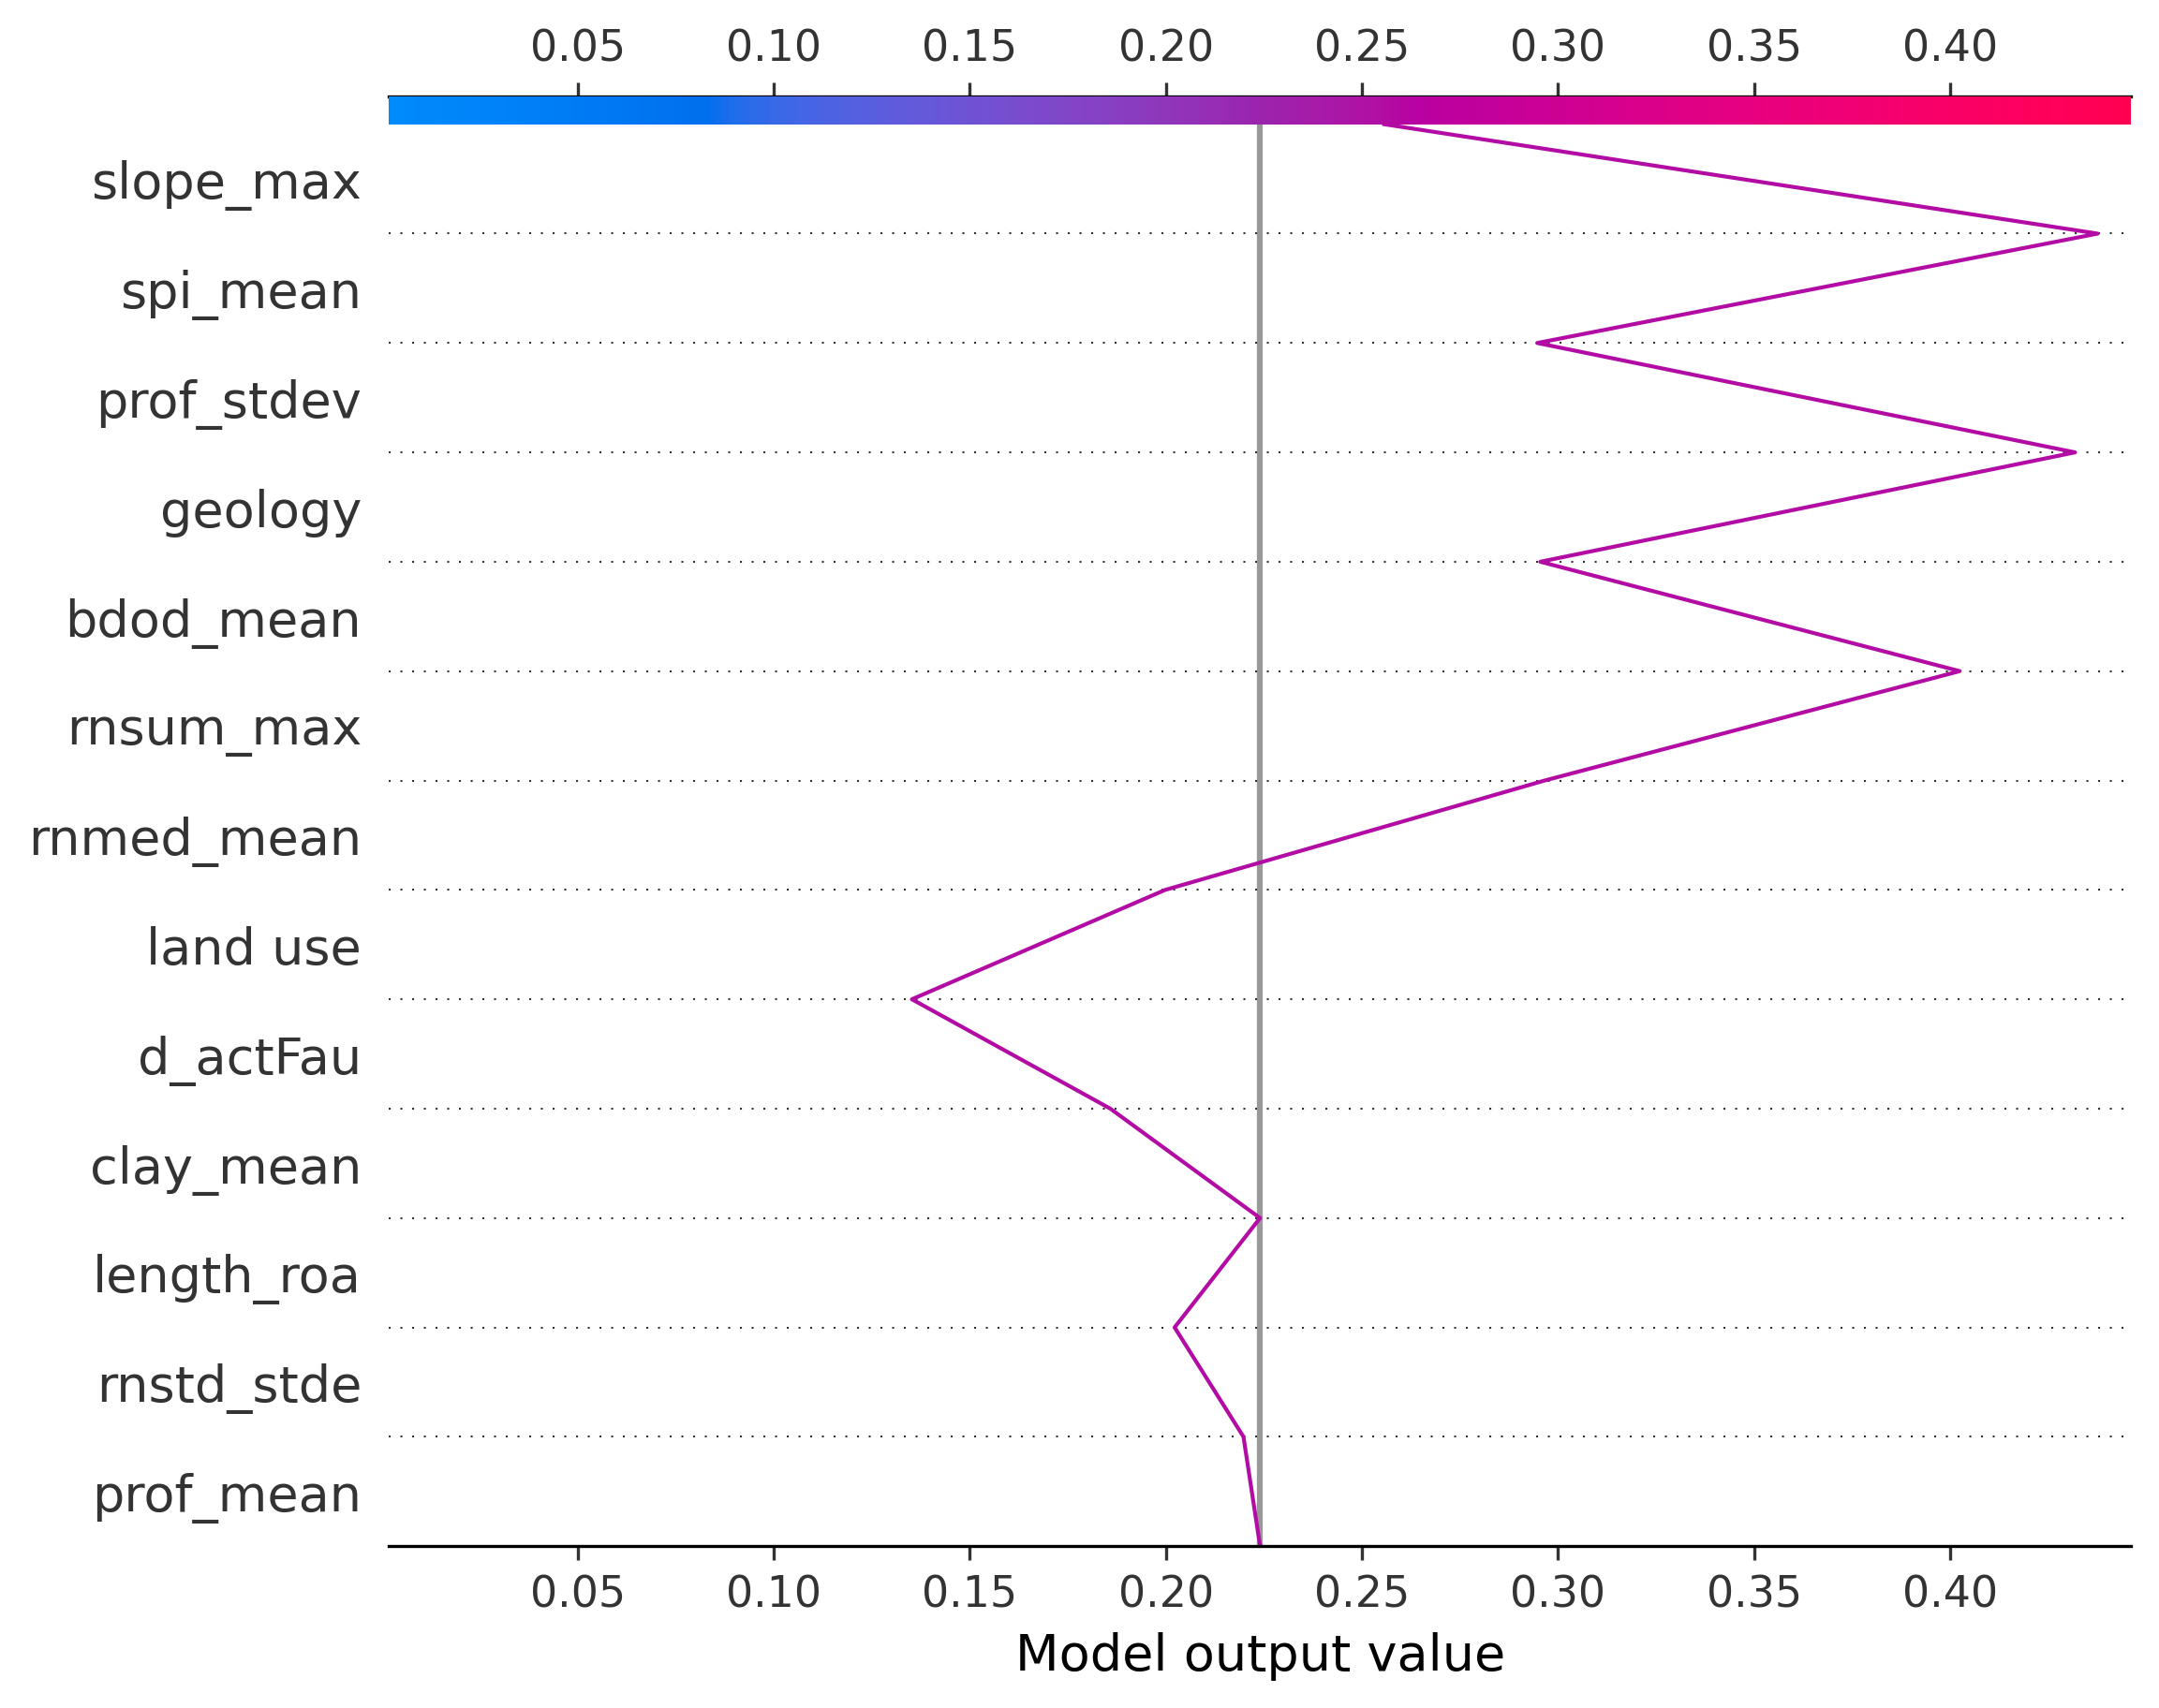 0.05 0.10 0.15 0.20 0.25 0.30 0.35 0.40
slope_max
spi_mean
prof_stdev
geology
bdod_mean
rnsum_max
rnmed_mean
land use
d_actFau
clay_mean
length_roa
rnstd_stde
prof_mean
0.05 0.10 0.15 0.20 0.25 0.30 0.35 0.40
Model output value